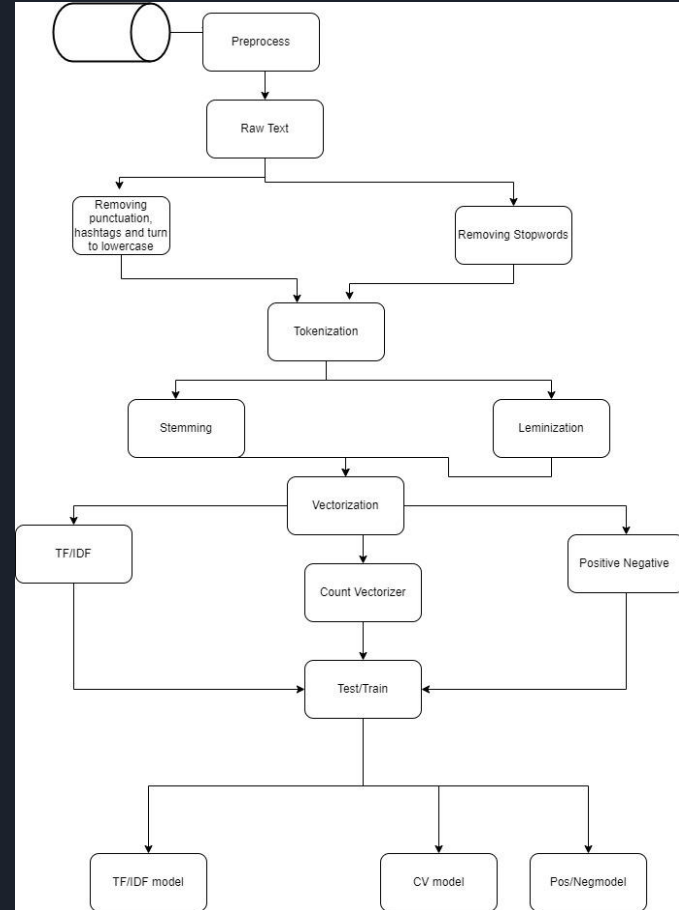 Preprocess
Raw Text
Removing
punctuation,
hashtags and turn
to lowercase
Removing Stopwords
Tokenization
Stemming
Leminization
Vectorization
TF/IDF
Count Vectorizer
Positive Negative
Test/Train
TF/IDF model
CV model
Pos/Negmodel